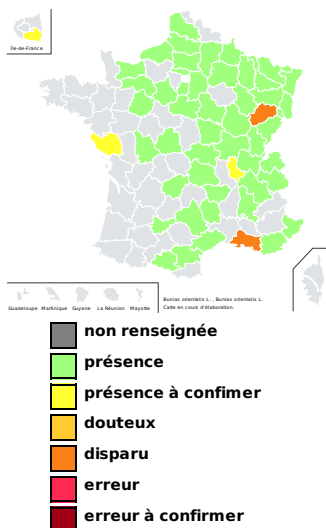 Île-de-France
Guadeloupe Martinique Guyane La Réunion Mayotte
Bunias orientalis L. , Bunias orientalis L.
Carte en cours d'élaboration.
non renseignée
présence
présence à confimer
douteux
disparu
erreur
erreur à confirmer